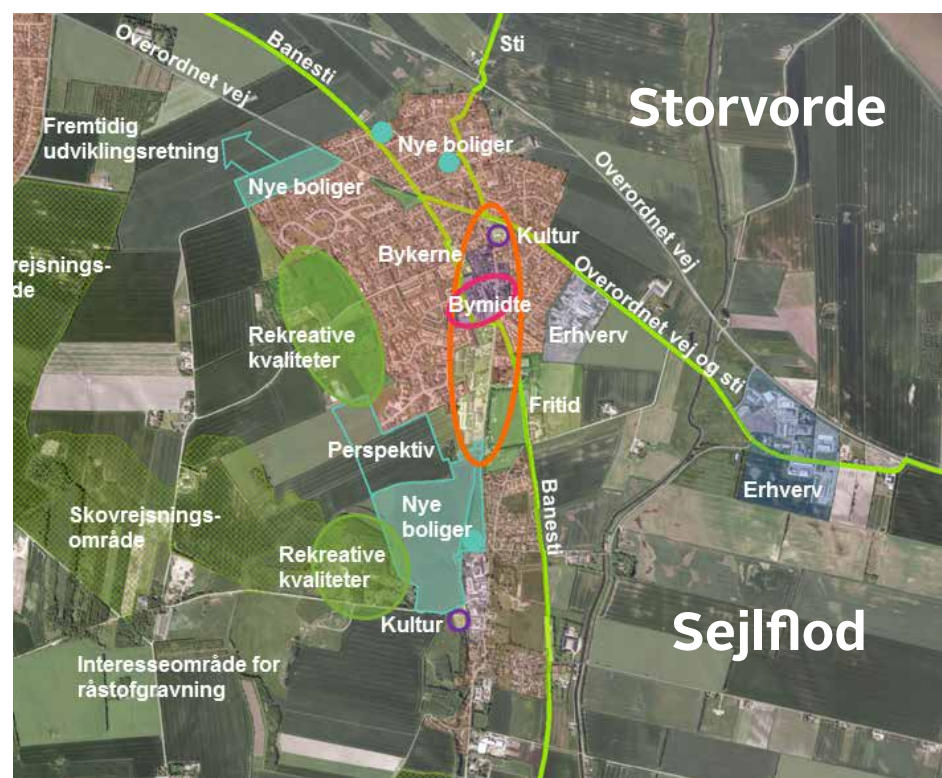 Overordnet vej
Banesti
Sti
Storvorde
Fremtidig
udviklingsretning
Nye boliger
Nye boliger
Overordnet vej
Kultur
Bykerne
rejsnings-
de
Bymidte
Overordnet vej og sti
Rekreative
kvaliteter
Erhverv
Fritid
Perspektiv
Banesti
Erhverv
Nye
boliger
Skovrejsnings-
område
Rekreative
kvaliteter
Kultur
Sejlflod
Interesseområde for
råstofgravning